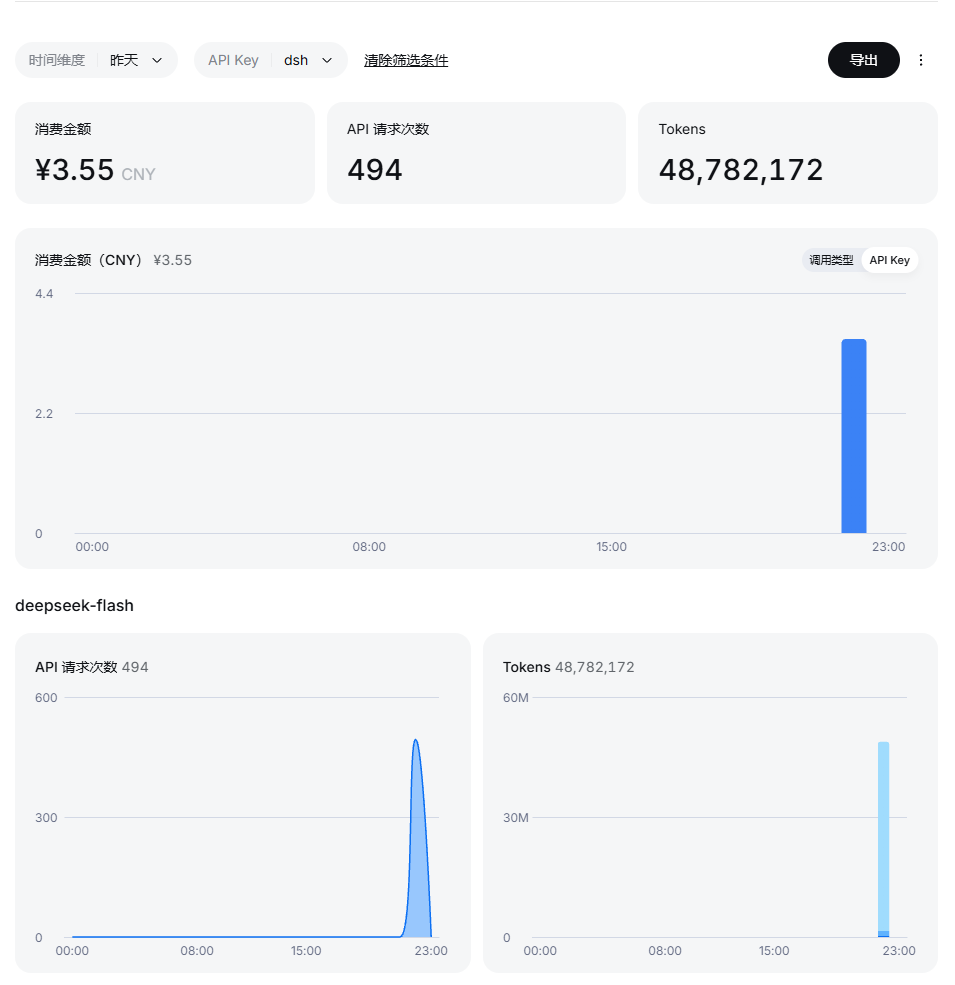 时间维度 昨天 API Key dsh 清除筛选条件 导出
消费金额 API 请求次数 Tokens
¥3.55 CNY 494 48,782,172
消费金额（CNY） ¥3.55 调用类型 API Key
4.4
2.2
0
00:00 08:00 15:00 23:00
deepseek-flash
API 请求次数 494
600
300
0
00:00 08:00 15:00 23:00
Tokens 48,782,172
60M
30M
0
00:00 08:00 15:00 23:00